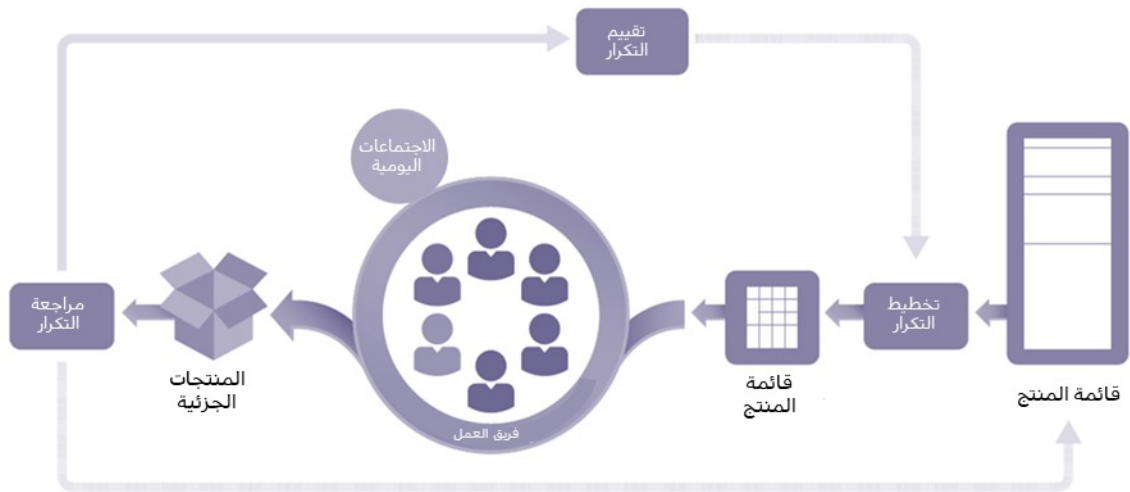 تقييم
التكرار
الاجتماعات
اليومية
قائمة المنتج
تخطيط
التكرار
قائمة
المنتج
فريق العمل
المنتجات
الجزئية
مراجعة
التكرار